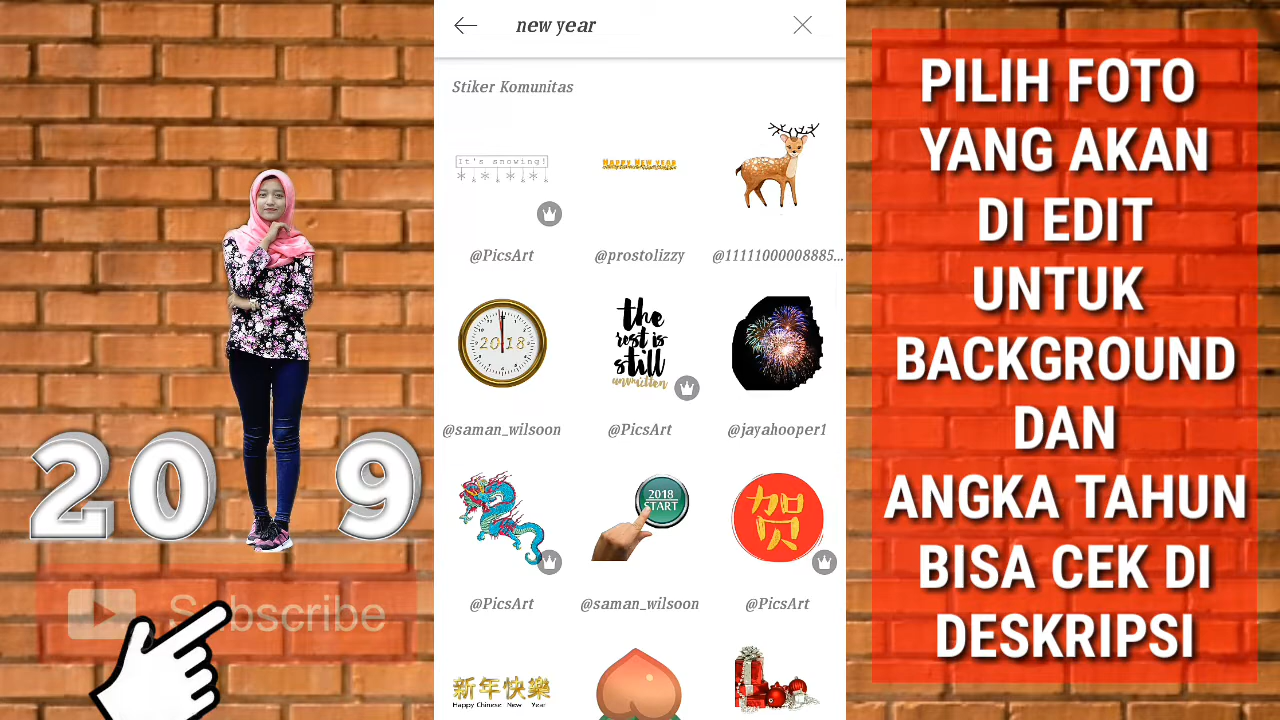 new year
Stiker Komunitas
It's snowing!
HAPPY NEW YEAR
@PicsArt
@prostolizzy
@11111000008885...
2018
the
rest is
still
unwritten
@saman_wilsoon
@PicsArt
@jayahooper1
2018
START
贺
@PicsArt
@saman_wilsoon
@PicsArt
新年快樂
Happy Chinese New Year
20 9
Subscribe
PILIH FOTO
YANG AKAN
DI EDIT
UNTUK
BACKGROUND
DAN
ANGKA TAHUN
BISA CEK DI
DESKRIPSI